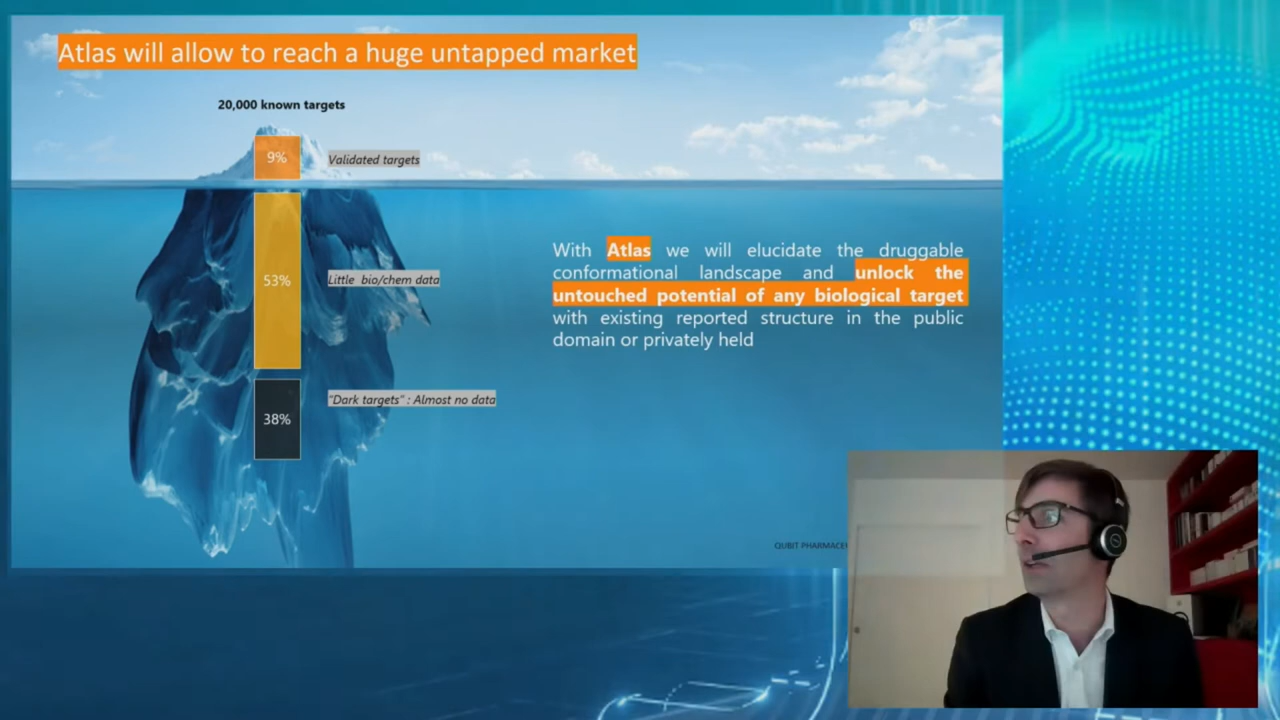 Atlas will allow to reach a huge untapped market
20,000 known targets
9%
Validated targets
53%
Little bio/chem data
38%
"Dark targets" : Almost no data
With Atlas we will elucidate the druggable
conformational landscape and unlock the
untouched potential of any biological target
with existing reported structure in the public
domain or privately held
QUBIT